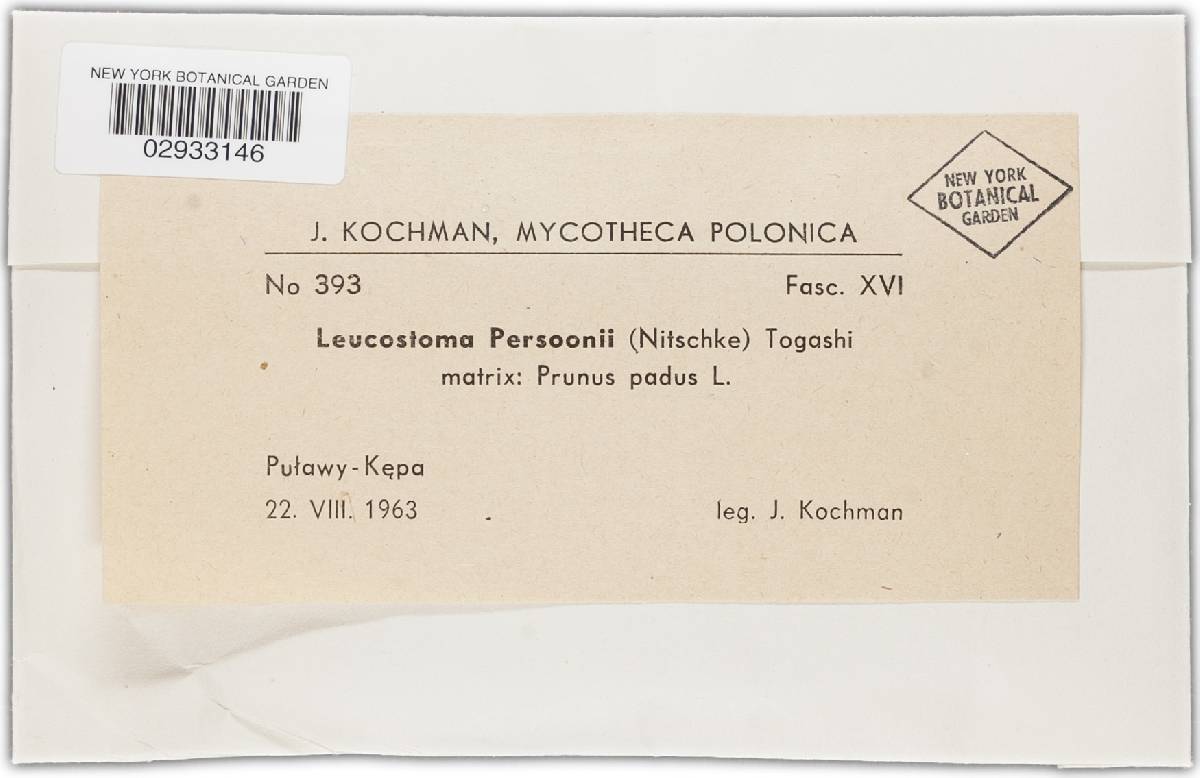 NEW YORK BOTANICAL GARDEN
02933146
NEW YORK
BOTANICAL
GARDEN
J. KOCHMAN, MYCOTHECA POLONICA
No 393 Fasc. XVI
Leucostoma Persoonii (Nitschke) Togashi
matrix: Prunus padus L.
Puławy-Kępa
22. VIII. 1963 leg. J. Kochman